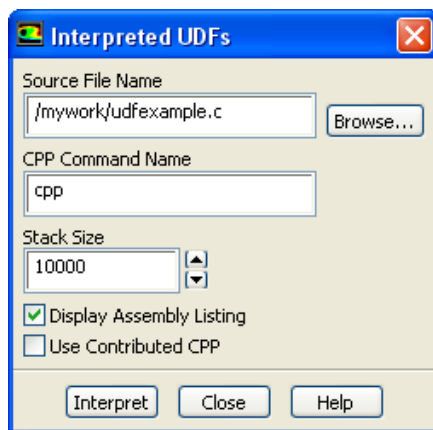 Interpreted UDFs
Source File Name
/mywork/udfexample.c
Browse...
CPP Command Name
cpp
Stack Size
10000
Display Assembly Listing
Use Contributed CPP
Interpret Close Help